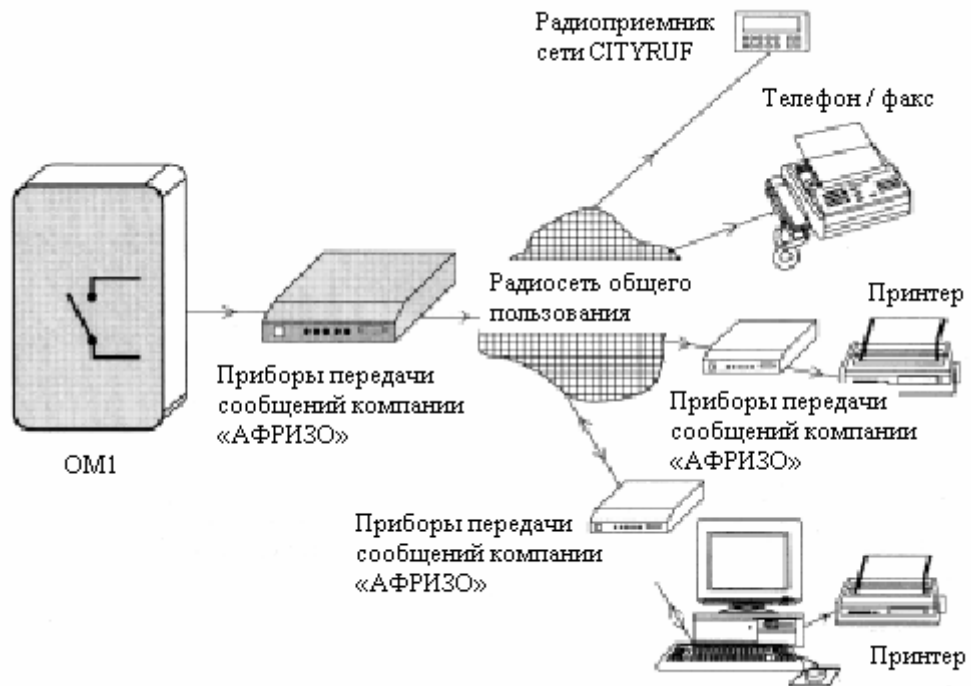 Радиоприемник
сети CITYRUF
Телефон / факс
Радиосеть общего
пользования
Принтер
Приборы передачи
сообщений компании
«АФРИЗО»
ОМ1
Приборы передачи
сообщений компании
«АФРИЗО»
Приборы передачи
сообщений компании
«АФРИЗО»
Принтер